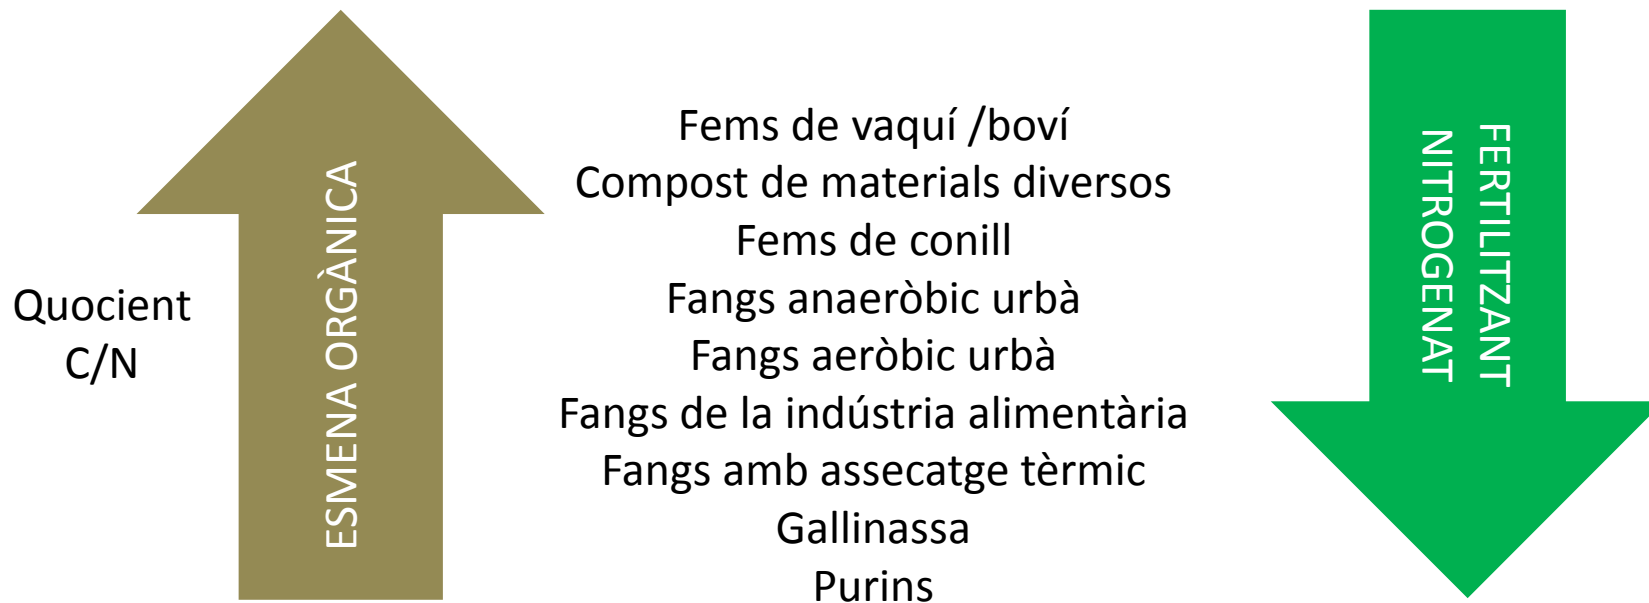 Quocient
C/N
ESMENA ORGÀNICA
Fems de vaquí /boví
Compost de materials diversos
Fems de conill
Fangs anaeròbic urbà
Fangs aeròbic urbà
Fangs de la indústria alimentària
Fangs amb assecatge tèrmic
Gallinassa
Purins
FERTILITZANT
NITROGENAT